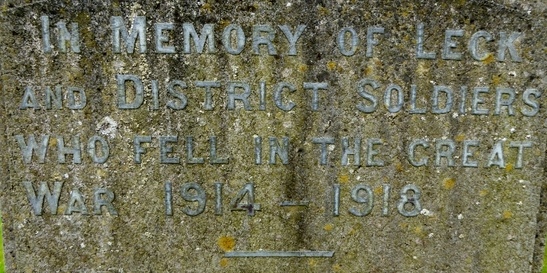 In Memory of Leck
and District Soldiers
Who fell in the Great
War 1914 - 1918